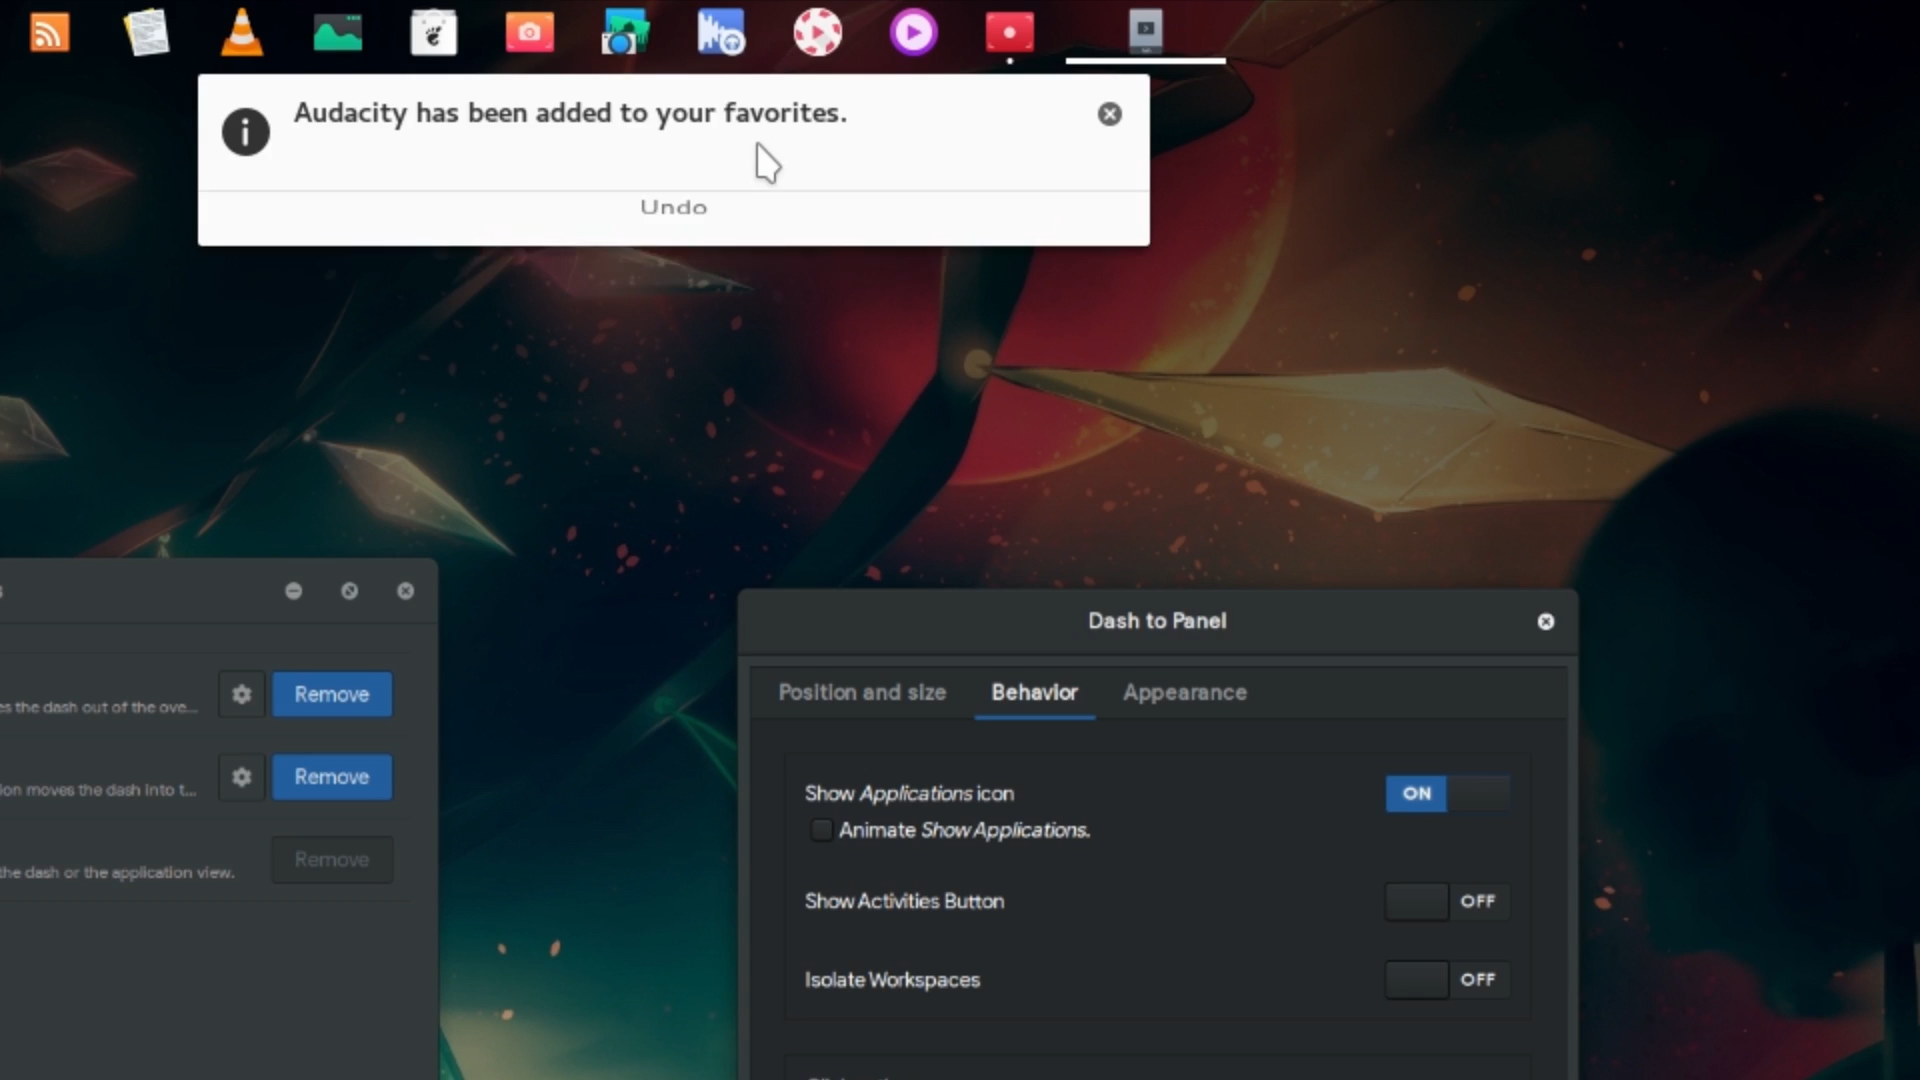 Audacity has been added to your favorites.
Undo
Dash to Panel
Position and size Behavior Appearance
es the dash out of the ove... Remove
ion moves the dash into t... Remove
the dash or the application view. Remove
Show Applications icon ON
Animate Show Applications.
Show Activities Button OFF
Isolate Workspaces OFF